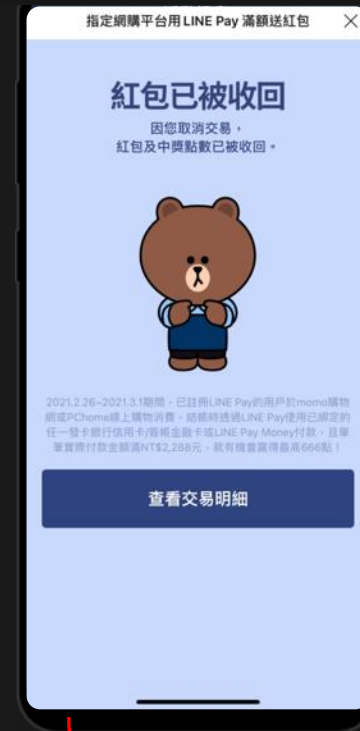 指定網購平台用 LINE Pay 滿額送紅包
紅包已被收回
因您取消交易，
紅包及中獎點數已被收回。
2021.2.26~2021.3.1期間，已註冊LINE Pay的用戶於momo購物
網或PChome線上購物消費，結帳時透過LINE Pay使用已綁定的
任一發卡銀行信用卡/簽帳金融卡或LINE Pay Money付款，且單
筆實際付款金額滿NT$2,288元，就有機會贏得最高666點！
查看交易明細